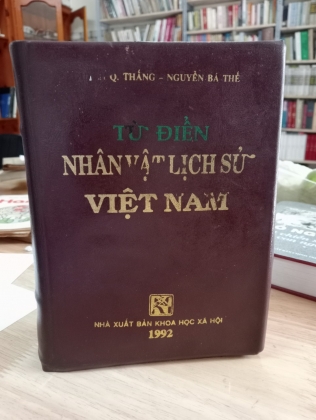 Q. THẮNG - NGUYỄN BÁ THẾ
TỪ ĐIỂN
NHÂN VẬT LỊCH SỬ
VIỆT NAM
NHÀ XUẤT BẢN KHOA HỌC XÃ HỘI
1992